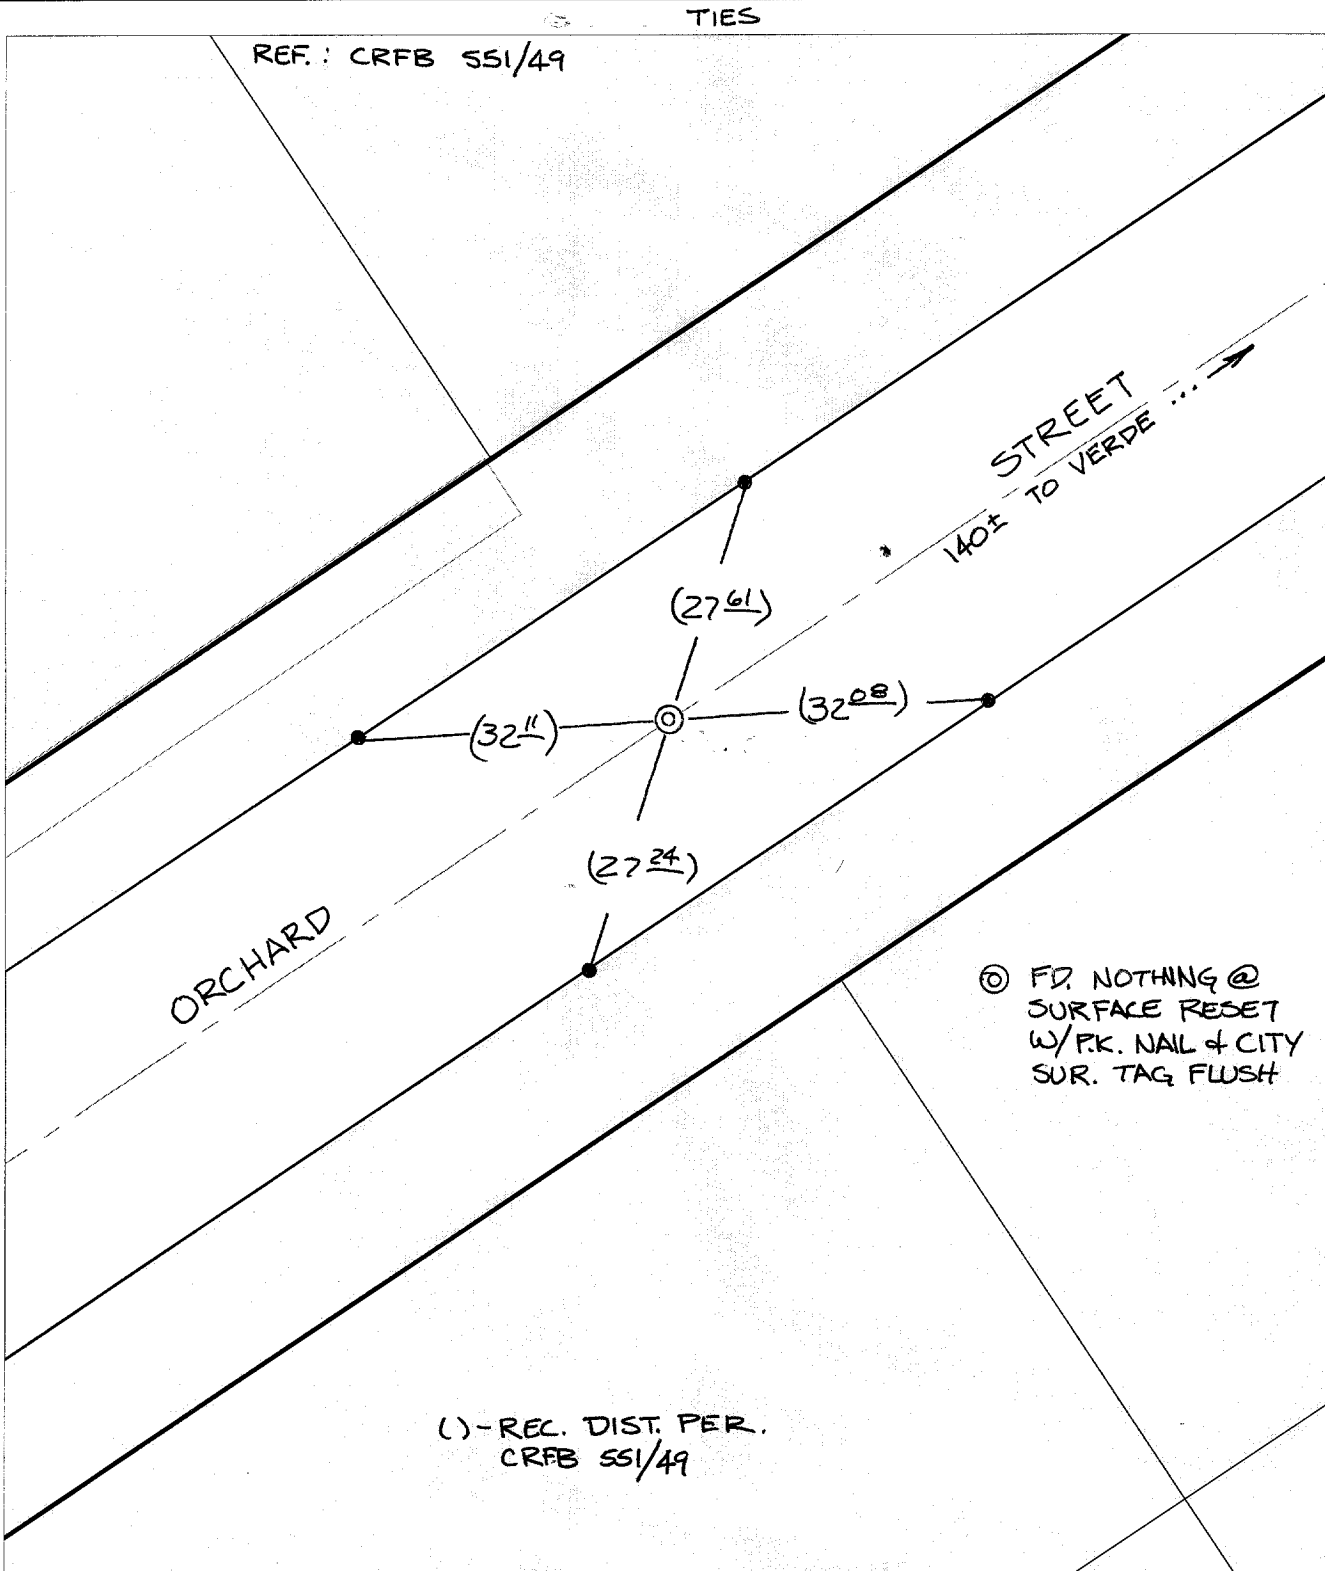 TIES
REF.: CRFB 551/49
STREET
140± TO VERDE ...
(27 61)
(32 11)
(32 08)
(27 24)
ORCHARD
FD. NOTHING @
SURFACE RESET
W/ P.K. NAIL & CITY
SUR. TAG FLUSH
()-REC. DIST. PER.
CRFB 551/49